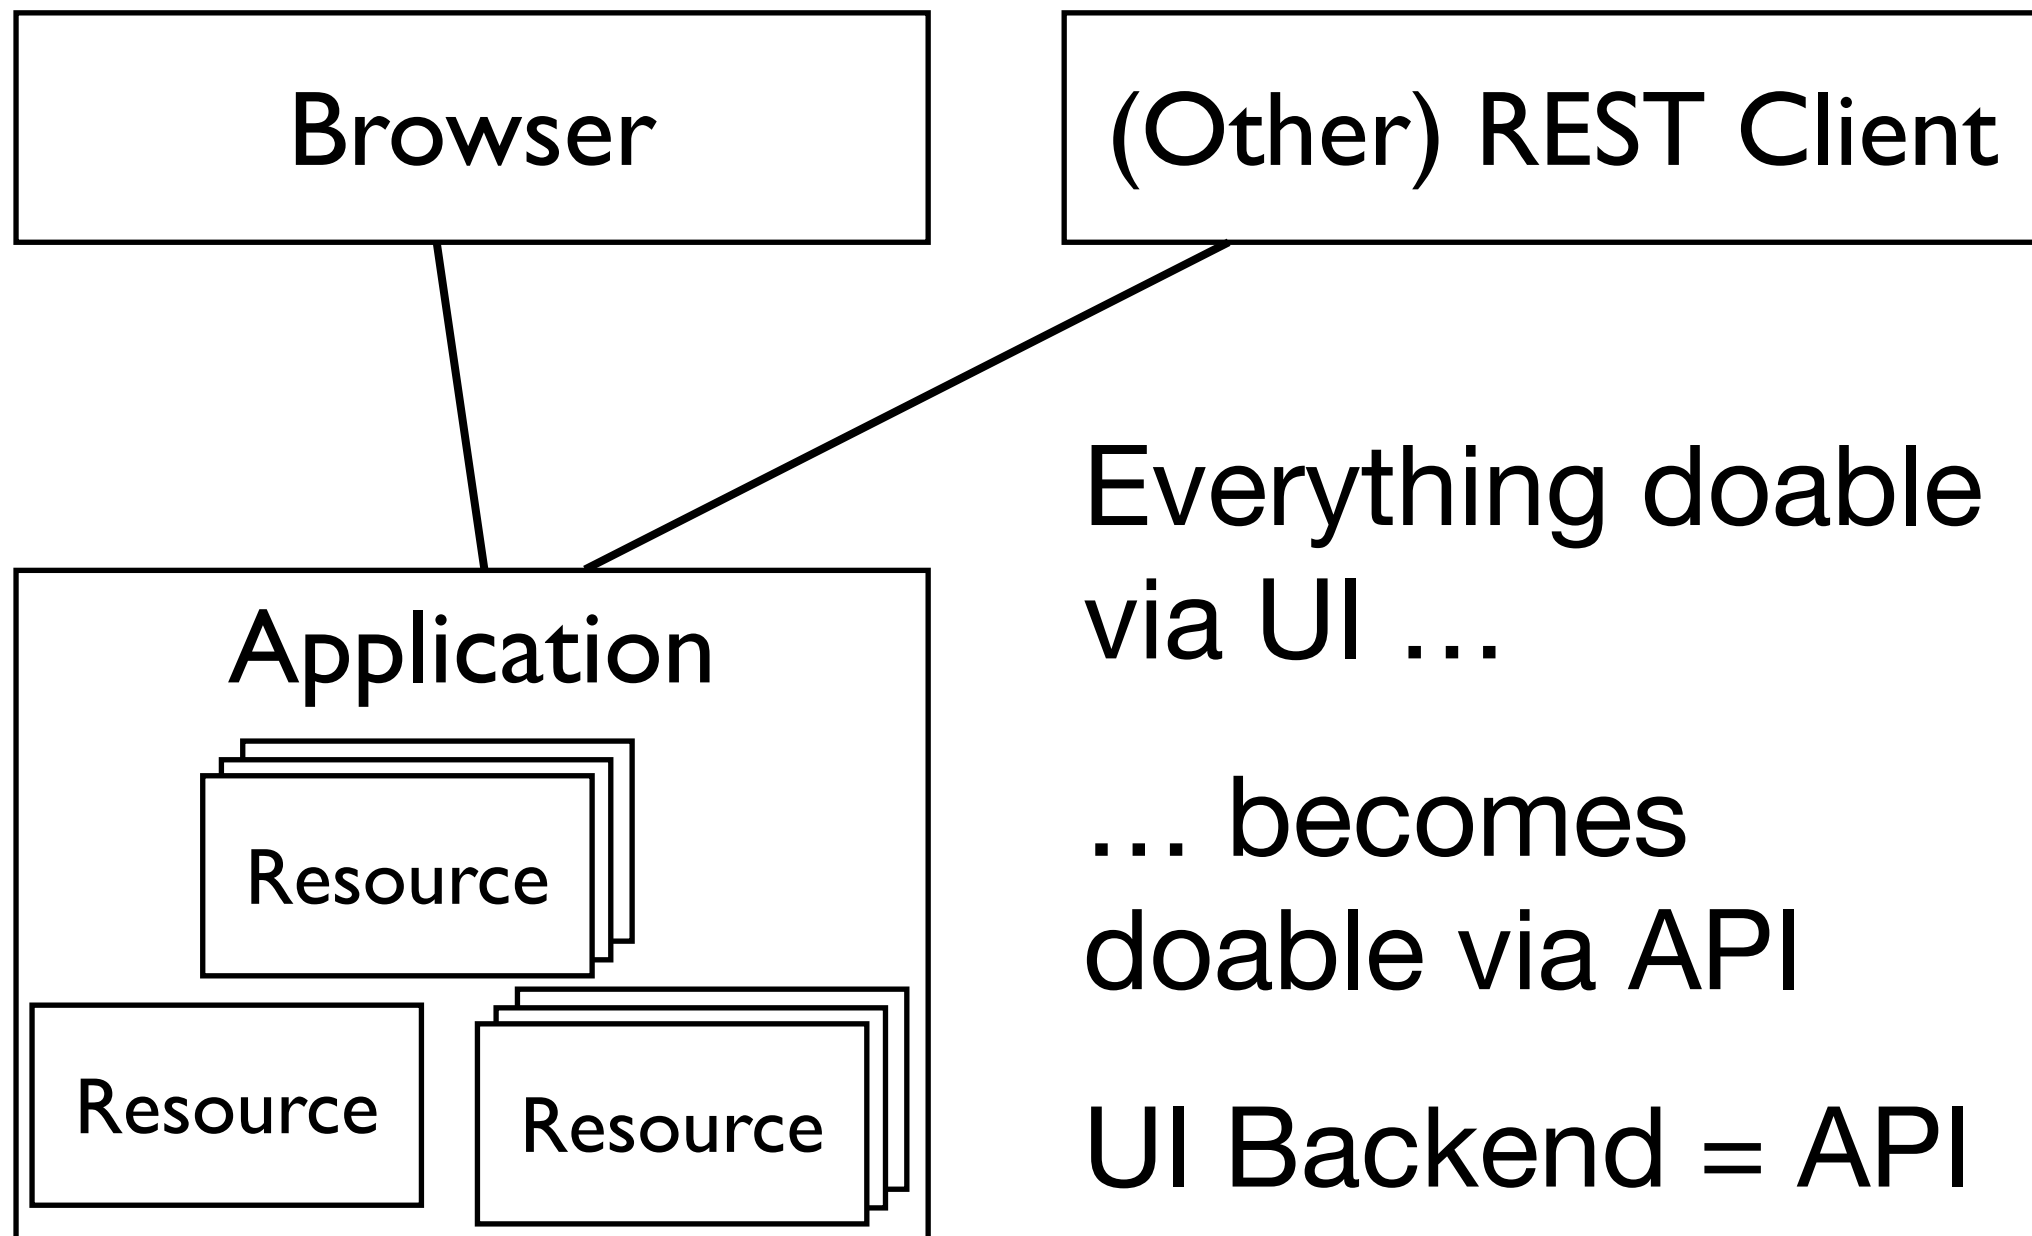 Browser
(Other) REST Client
Application
Resource
Resource
Resource
Everything doable
via UI …
… becomes
doable via API
UI Backend = API